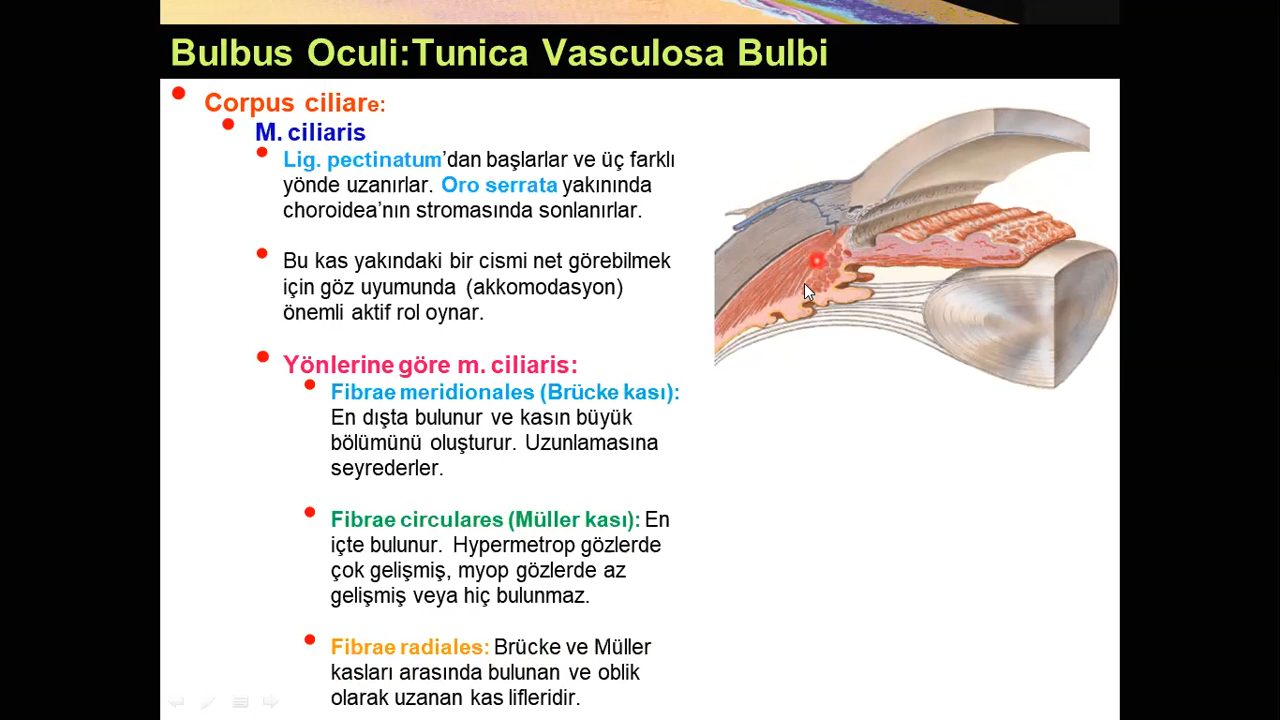 Bulbus Oculi:Tunica Vasculosa Bulbi
Corpus ciliare:
M. ciliaris
Lig. pectinatum’dan başlarlar ve üç farklı
yönde uzanırlar. Oro serrata yakınında
choroidea’nın stromasında sonlanırlar.
Bu kas yakındaki bir cismi net görebilmek
için göz uyumunda (akkomodasyon)
önemli aktif rol oynar.
Yönlerine göre m. ciliaris:
Fibrae meridionales (Brücke kası):
En dışta bulunur ve kasın büyük
bölümünü oluşturur. Uzunlamasına
seyrederler.
Fibrae circulares (Müller kası): En
içte bulunur. Hypermetrop gözlerde
çok gelişmiş, myop gözlerde az
gelişmiş veya hiç bulunmaz.
Fibrae radiales: Brücke ve Müller
kasları arasında bulunan ve oblik
olarak uzanan kas lifleridir.